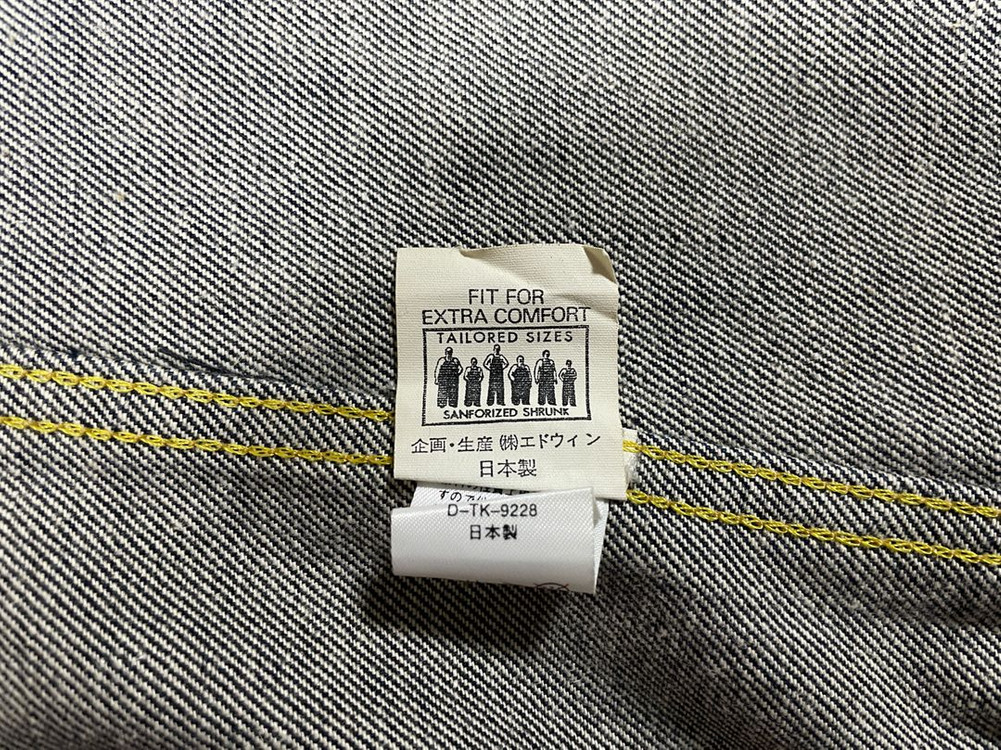 FIT FOR
EXTRA COMFORT
TAILORED SIZES
SANFORIZED SHRUNK
企画・生産 ㈱エドウィン
日本製
D-TK-9228
日本製